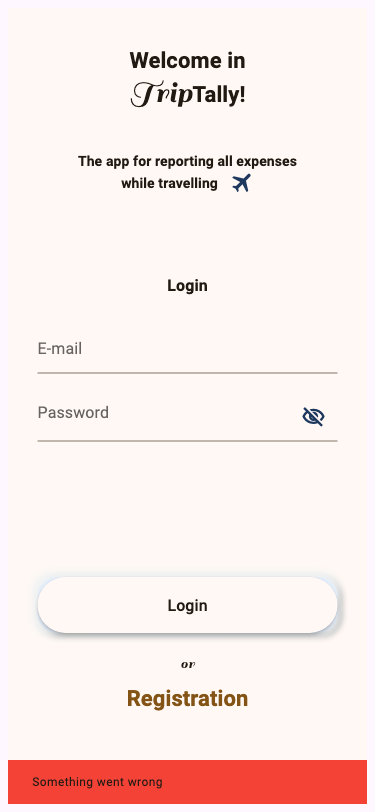 Welcome in
TripTally!
The app for reporting all expenses
while travelling
Login
E-mail
Password
Login
or
Registration
Something went wrong